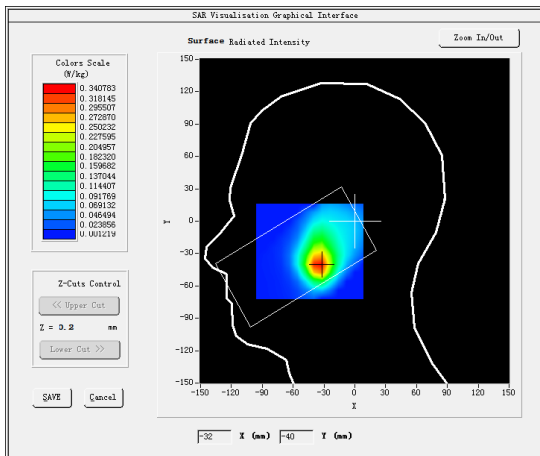 SAR Visualisation Graphical Interface
Surface Radiated Intensity
Zoom In/Out
Colors Scale
(W/kg)
0.340783
0.318145
0.295507
0.272870
0.250232
0.227595
0.204957
0.182320
0.159682
0.137044
0.114407
0.091769
0.069132
0.046494
0.023856
0.001219
Z-Cuts Control
<< Upper Cut
Z = 0.2 mm
Lower Cut >>
SAVE
Cancel
150
120
90
60
30
0
-30
-60
-90
-120
-150
Y
-150 -120 -90 -60 -30 0 30 60 90 120 150
X
-32 X (mm) -40 Y (mm)